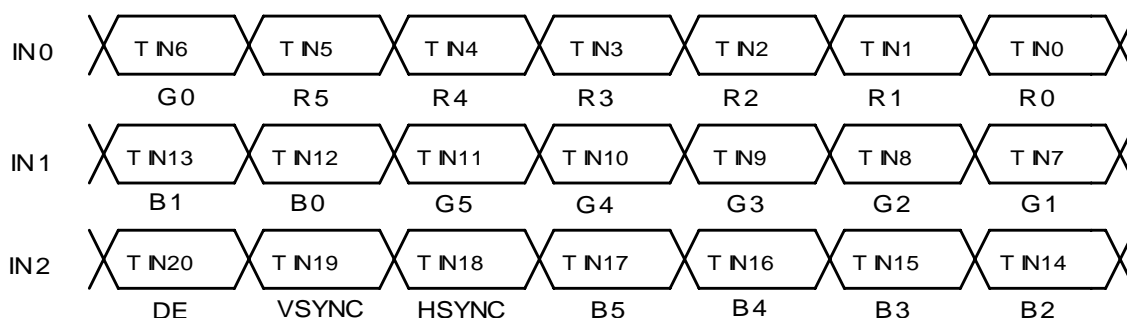 IN0 TIN6 TIN5 TIN4 TIN3 TIN2 TIN1 TIN0
G0 R5 R4 R3 R2 R1 R0
IN1 TIN13 TIN12 TIN11 TIN10 TIN9 TIN8 TIN7
B1 B0 G5 G4 G3 G2 G1
IN2 TIN20 TIN19 TIN18 TIN17 TIN16 TIN15 TIN14
DE VSYNC HSYNC B5 B4 B3 B2